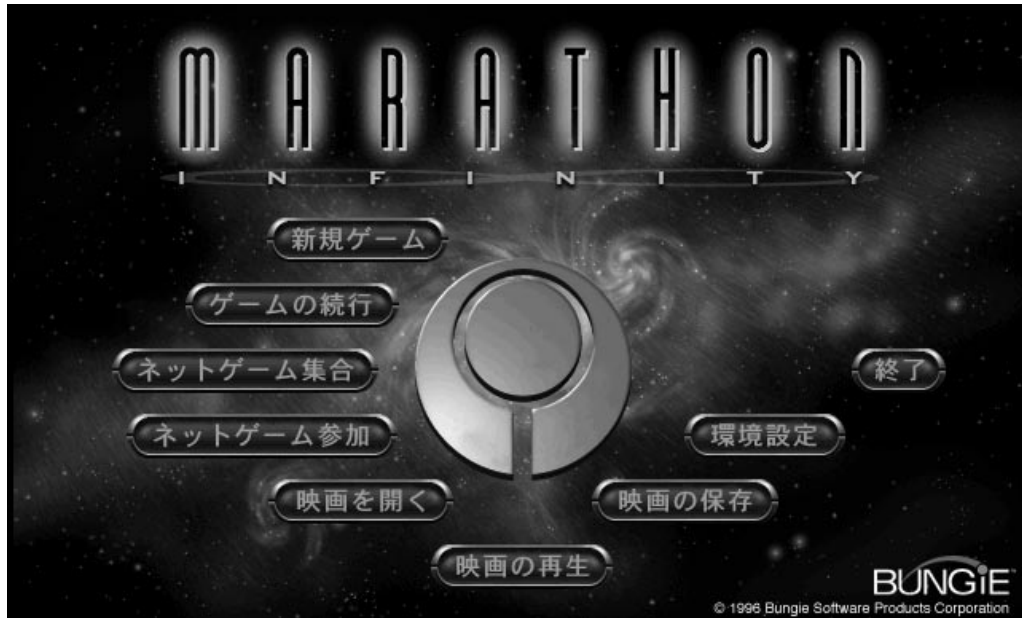 MARATHON
INFINITY
新規ゲーム
ゲームの続行
ネットゲーム集合
ネットゲーム参加
映画を開く
映画の再生
映画の保存
環境設定
終了
BUNGiE™
© 1996 Bungie Software Products Corporation